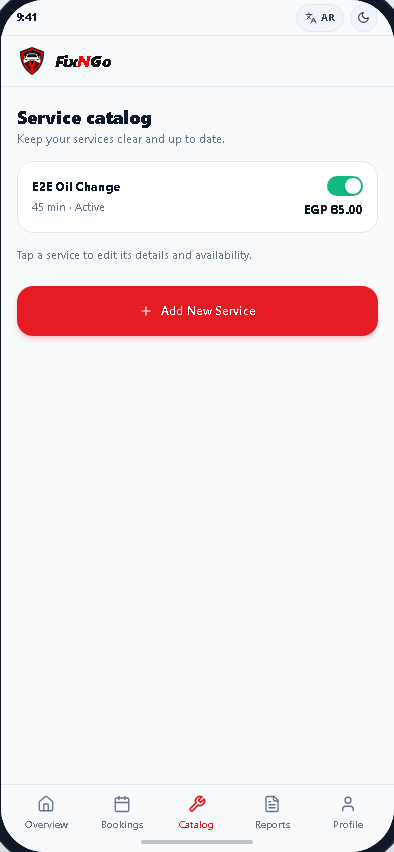 9:41
AR
FixNGo
Service catalog
Keep your services clear and up to date.
E2E Oil Change
45 min · Active
EGP 85.00
Tap a service to edit its details and availability.
+ Add New Service
Overview
Bookings
Catalog
Reports
Profile